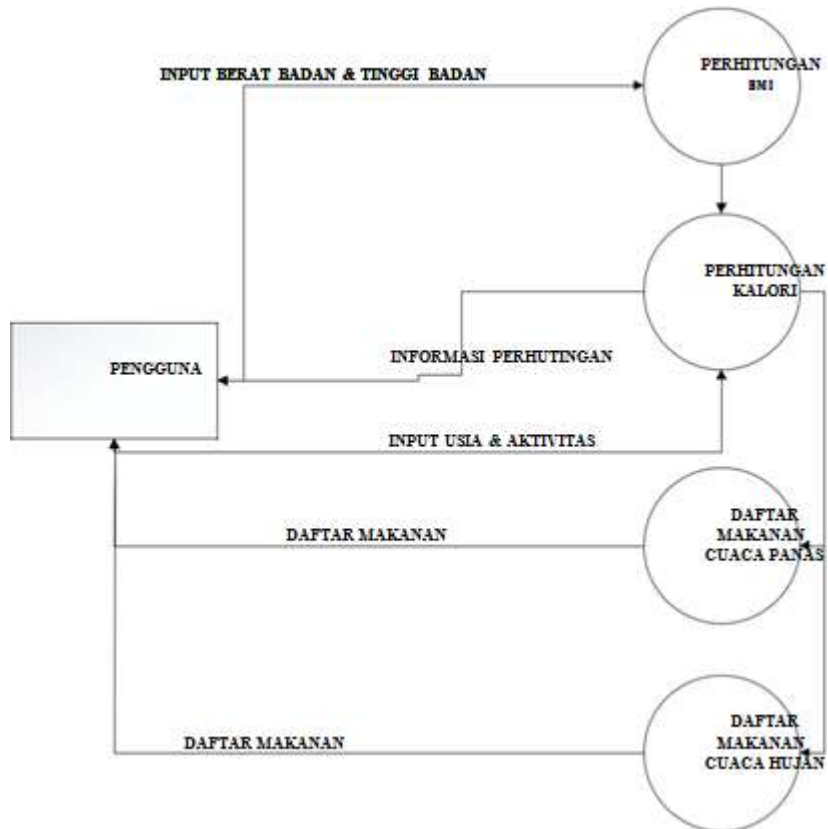 INPUT BERAT BADAN & TINGGI BADAN
PERHITUNGAN
BMI
PERHITUNGAN
KALORI
INFORMASI PERHUTINGAN
PENGGUNA
INPUT USIA & AKTIVITAS
DAFTAR MAKANAN
DAFTAR
MAKANAN
CUACA PANAS
DAFTAR MAKANAN
DAFTAR
MAKANAN
CUACA HUJAN